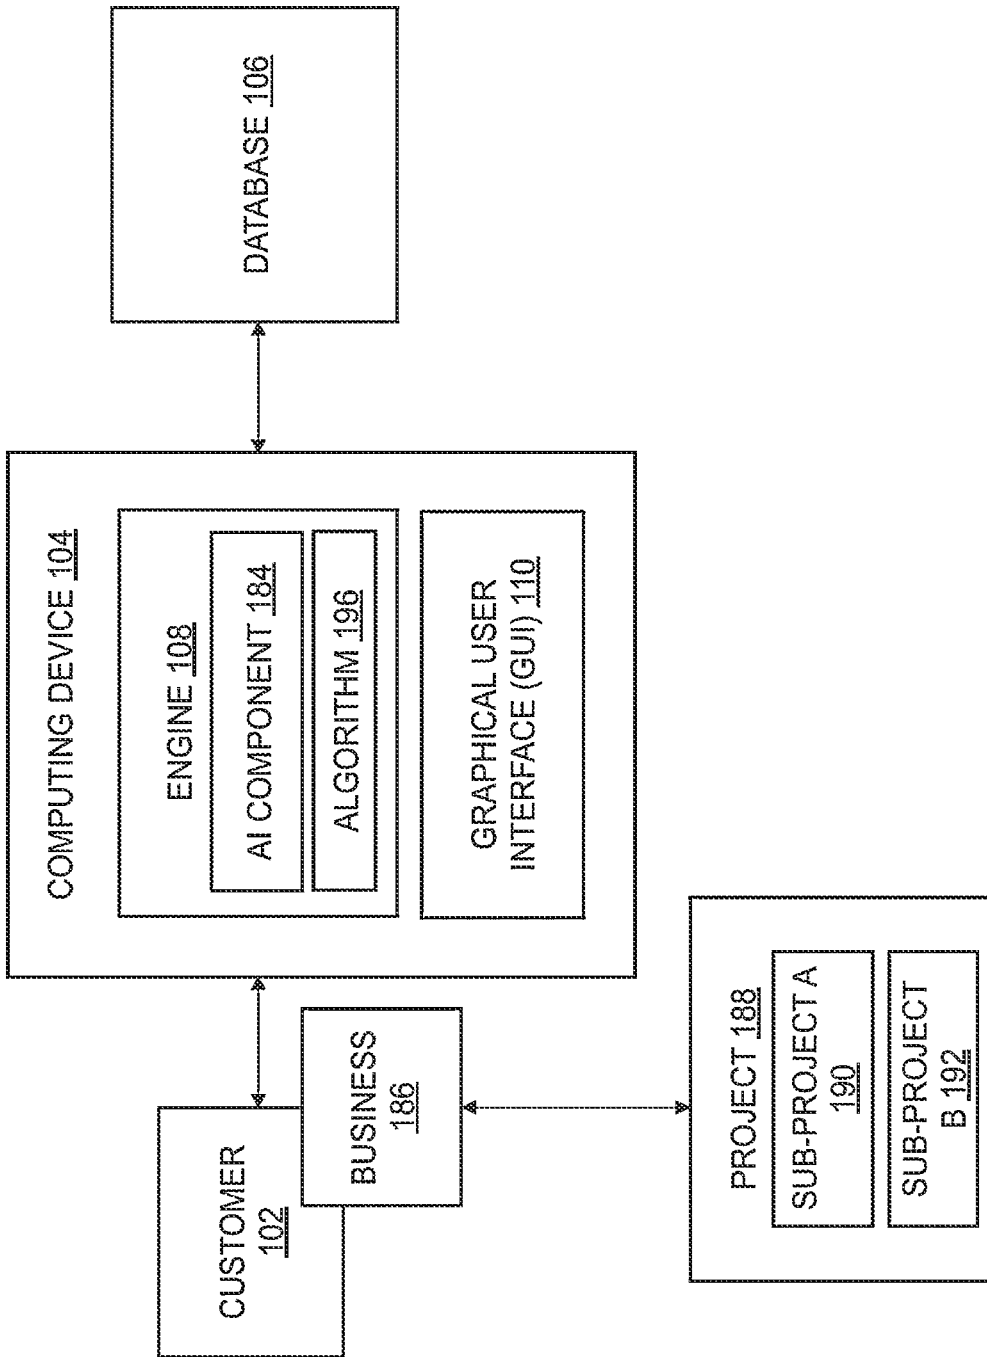 CUSTOMER
102
BUSINESS
186
PROJECT 188
SUB-PROJECT A
190
SUB-PROJECT
B 192
COMPUTING DEVICE 104
ENGINE 108
AI COMPONENT 184
ALGORITHM 196
GRAPHICAL USER
INTERFACE (GUI) 110
DATABASE 106